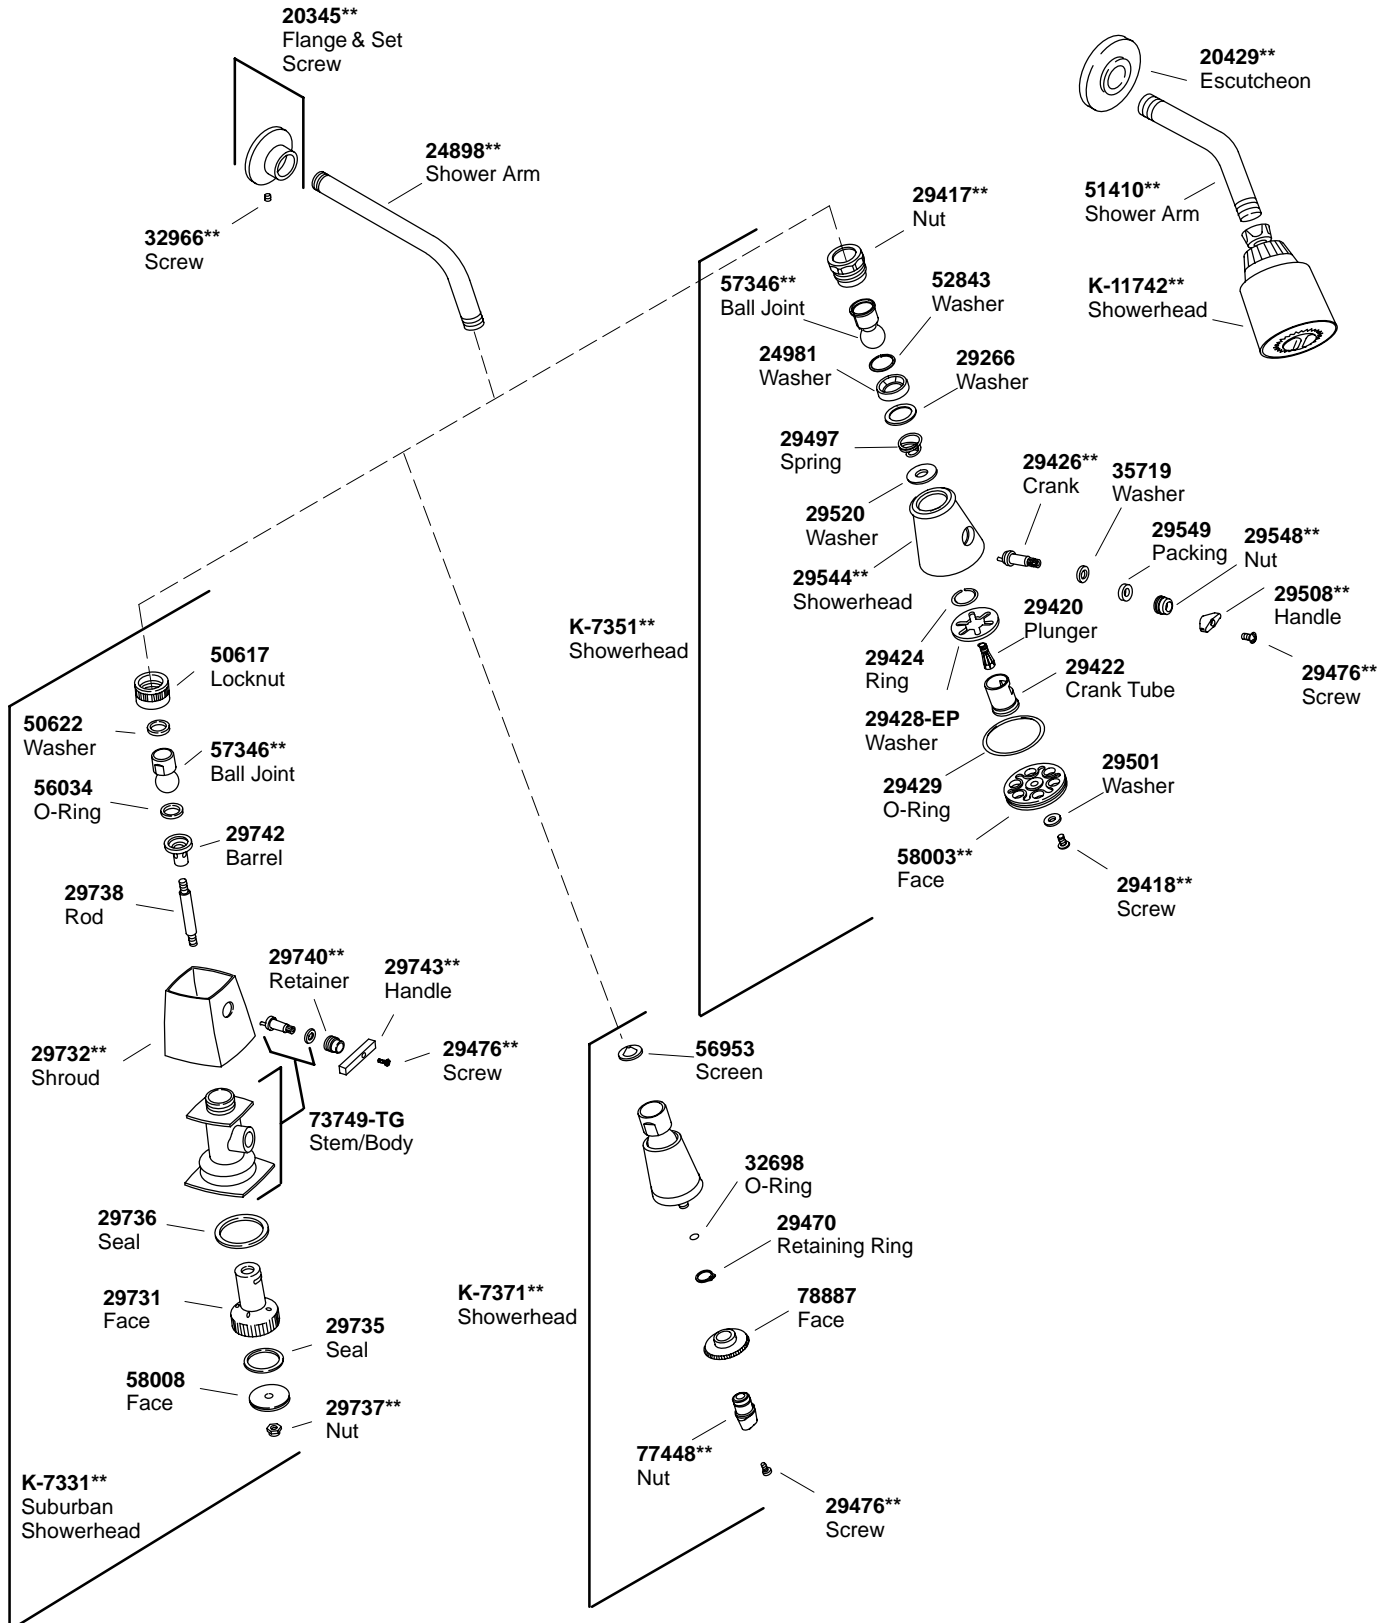 20345**
Flange & Set
Screw
20429**
Escutcheon
24898**
Shower Arm
32966**
Screw
29417**
Nut
51410**
Shower Arm
57346**
Ball Joint
52843
Washer
K-11742**
Showerhead
24981
Washer
29266
Washer
29497
Spring
29426**
Crank
35719
Washer
29520
Washer
29549
Packing
29548**
Nut
29544**
Showerhead
29508**
Handle
29420
Plunger
K-7351**
Showerhead
29424
Ring
29422
Crank Tube
29476**
Screw
50617
Locknut
50622
Washer
29428-EP
Washer
57346**
Ball Joint
29501
Washer
56034
O-Ring
29429
O-Ring
29742
Barrel
58003**
Face
29738
Rod
29418**
Screw
29740**
Retainer
29743**
Handle
29732**
Shroud
29476**
Screw
56953
Screen
73749-TG
Stem/Body
32698
O-Ring
29736
Seal
29470
Retaining Ring
29731
Face
K-7371**
Showerhead
78887
Face
29735
Seal
58008
Face
29737**
Nut
77448**
Nut
K-7331**
Suburban
Showerhead
29476**
Screw